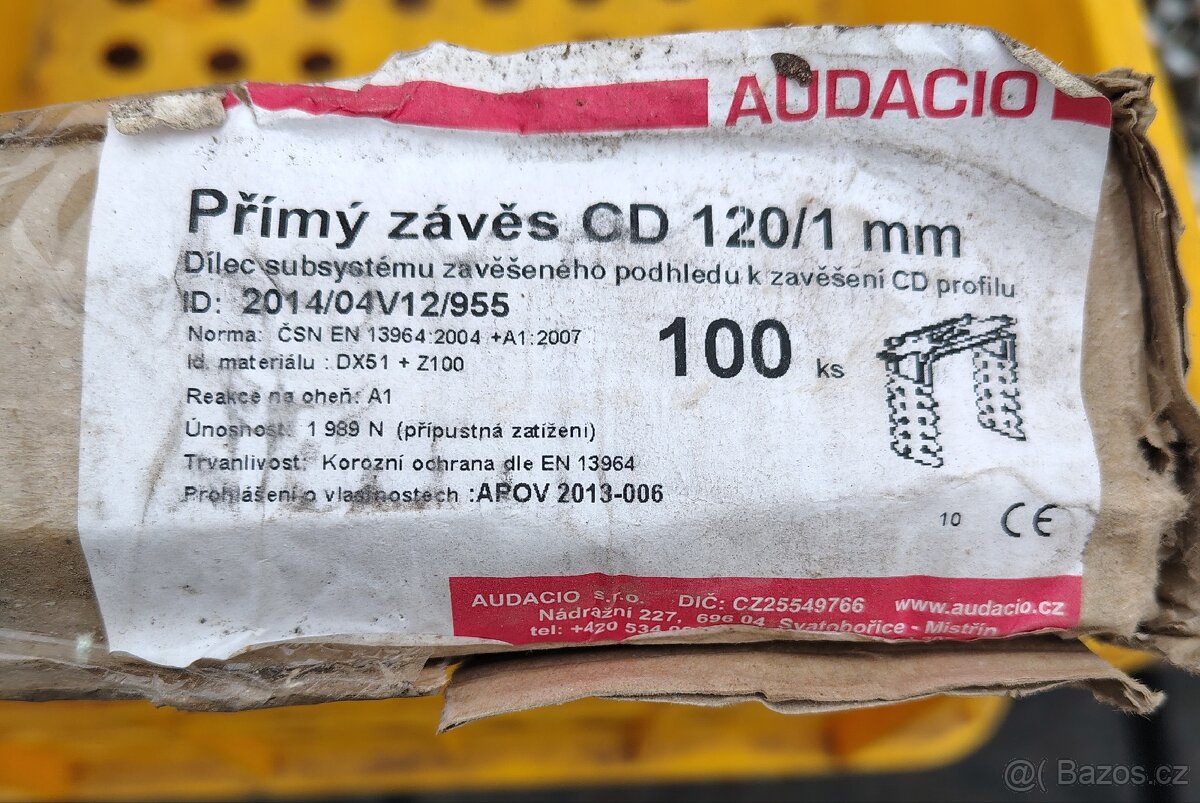 AUDACIO
Přímý závěs CD 120/1 mm
Dílec subsystému zavěšeného podhledu k zavěšení CD profilu
ID: 2014/04V12/955
Norma: ČSN EN 13964:2004 +A1:2007
100 ks
Id. materiálu : DX51 + Z100
Reakce na oheň: A1
Únosnost: 1 989 N (přípustná zatížení)
Trvanlivost: Korozní ochrana dle EN 13964
Prohlášení o vlastnostech :APOV 2013-006
10 CE
AUDACIO s.r.o. DIČ: CZ25549766 www.audacio.cz
Nádražní 227, 696 04 Svatobořice - Mistřín
tel: +420 534
@( Bazos.cz